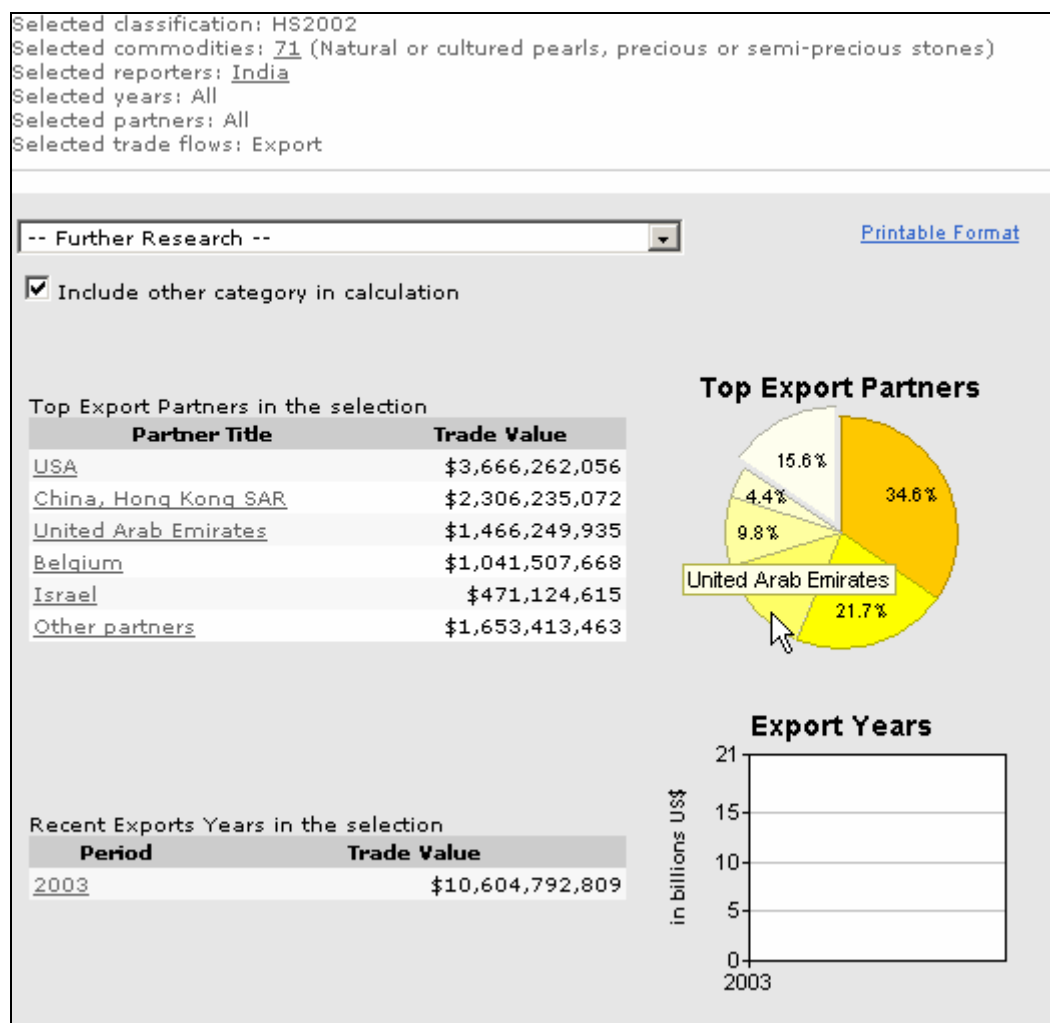 Selected classification: HS2002
Selected commodities: 71 (Natural or cultured pearls, precious or semi-precious stones)
Selected reporters: India
Selected years: All
Selected partners: All
Selected trade flows: Export
-- Further Research --
Printable Format
Include other category in calculation
Top Export Partners in the selection
Partner Title Trade Value
USA $3,666,262,056
China, Hong Kong SAR $2,306,235,072
United Arab Emirates $1,466,249,935
Belgium $1,041,507,668
Israel $471,124,615
Other partners $1,653,413,463
Top Export Partners
15.6%
34.6%
4.4%
9.8%
United Arab Emirates
21.7%
Recent Exports Years in the selection
Period Trade Value
2003 $10,604,792,809
Export Years
in billions US$
21
15
10
5
0
2003